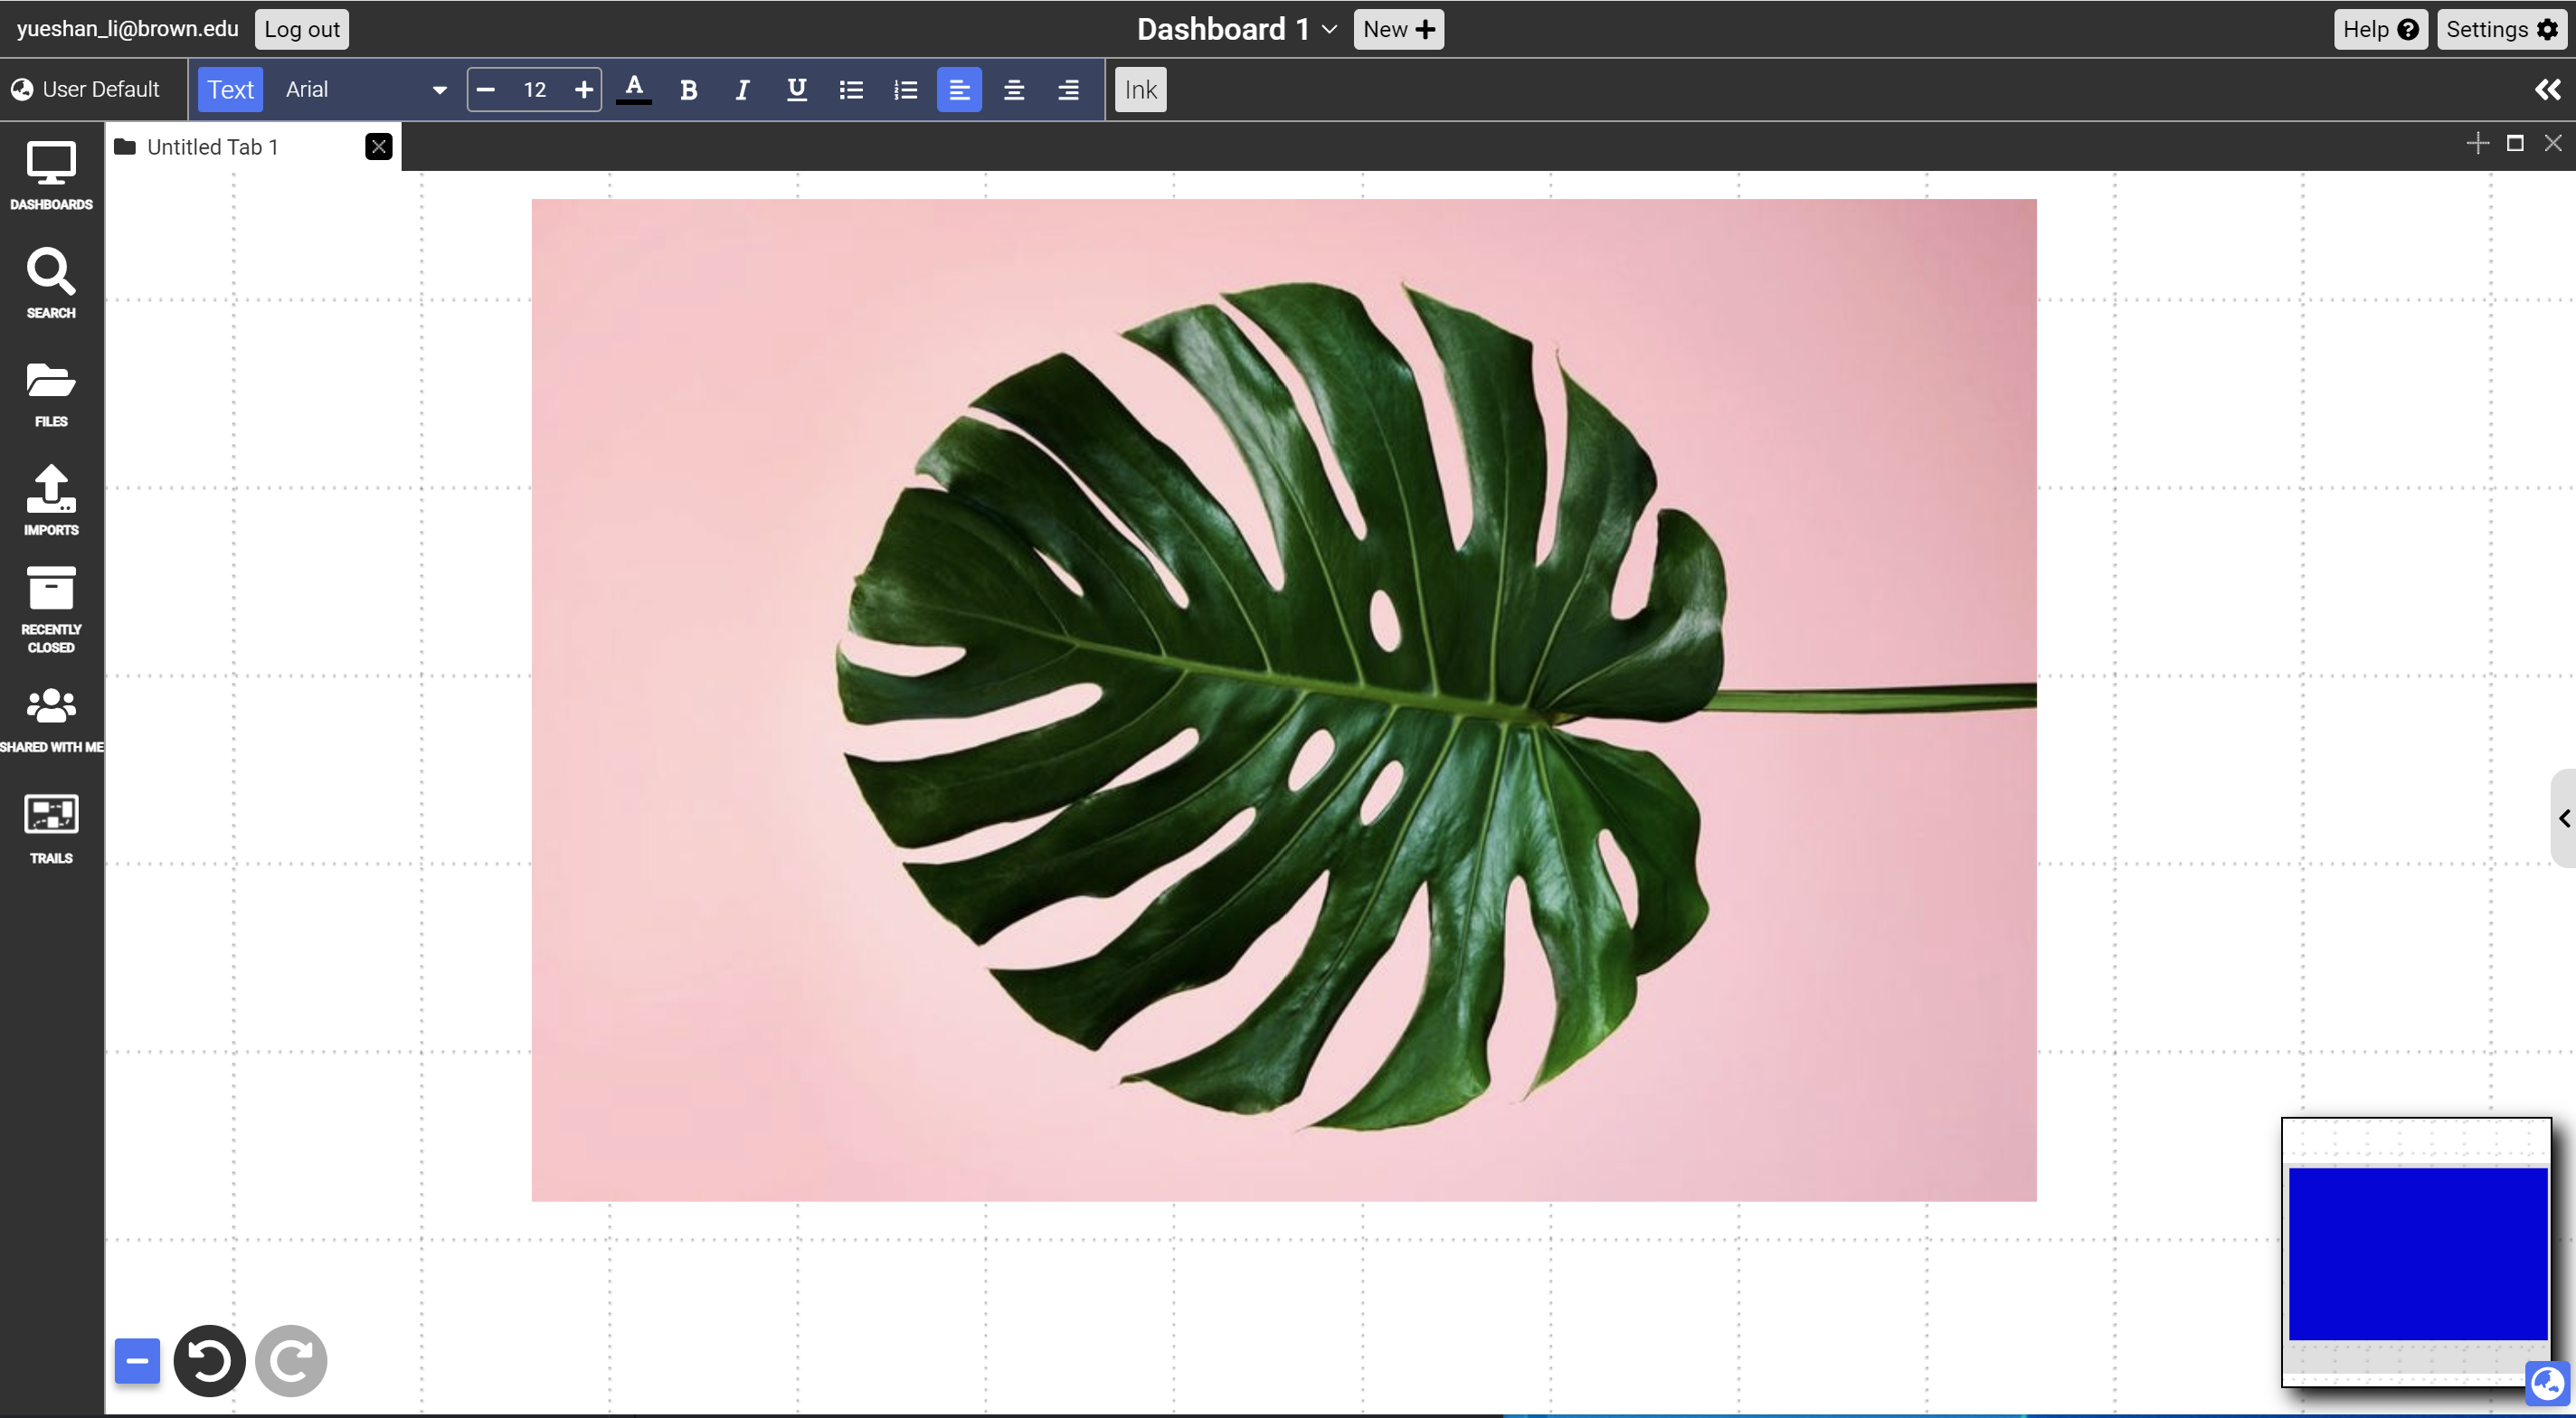 yueshan_li@brown.edu Log out Dashboard 1 New Help Settings
User Default Text Arial 12 A B I U Ink
Untitled Tab 1
DASHBOARDS
SEARCH
FILES
IMPORTS
RECENTLY
CLOSED
SHARED WITH ME
TRAILS